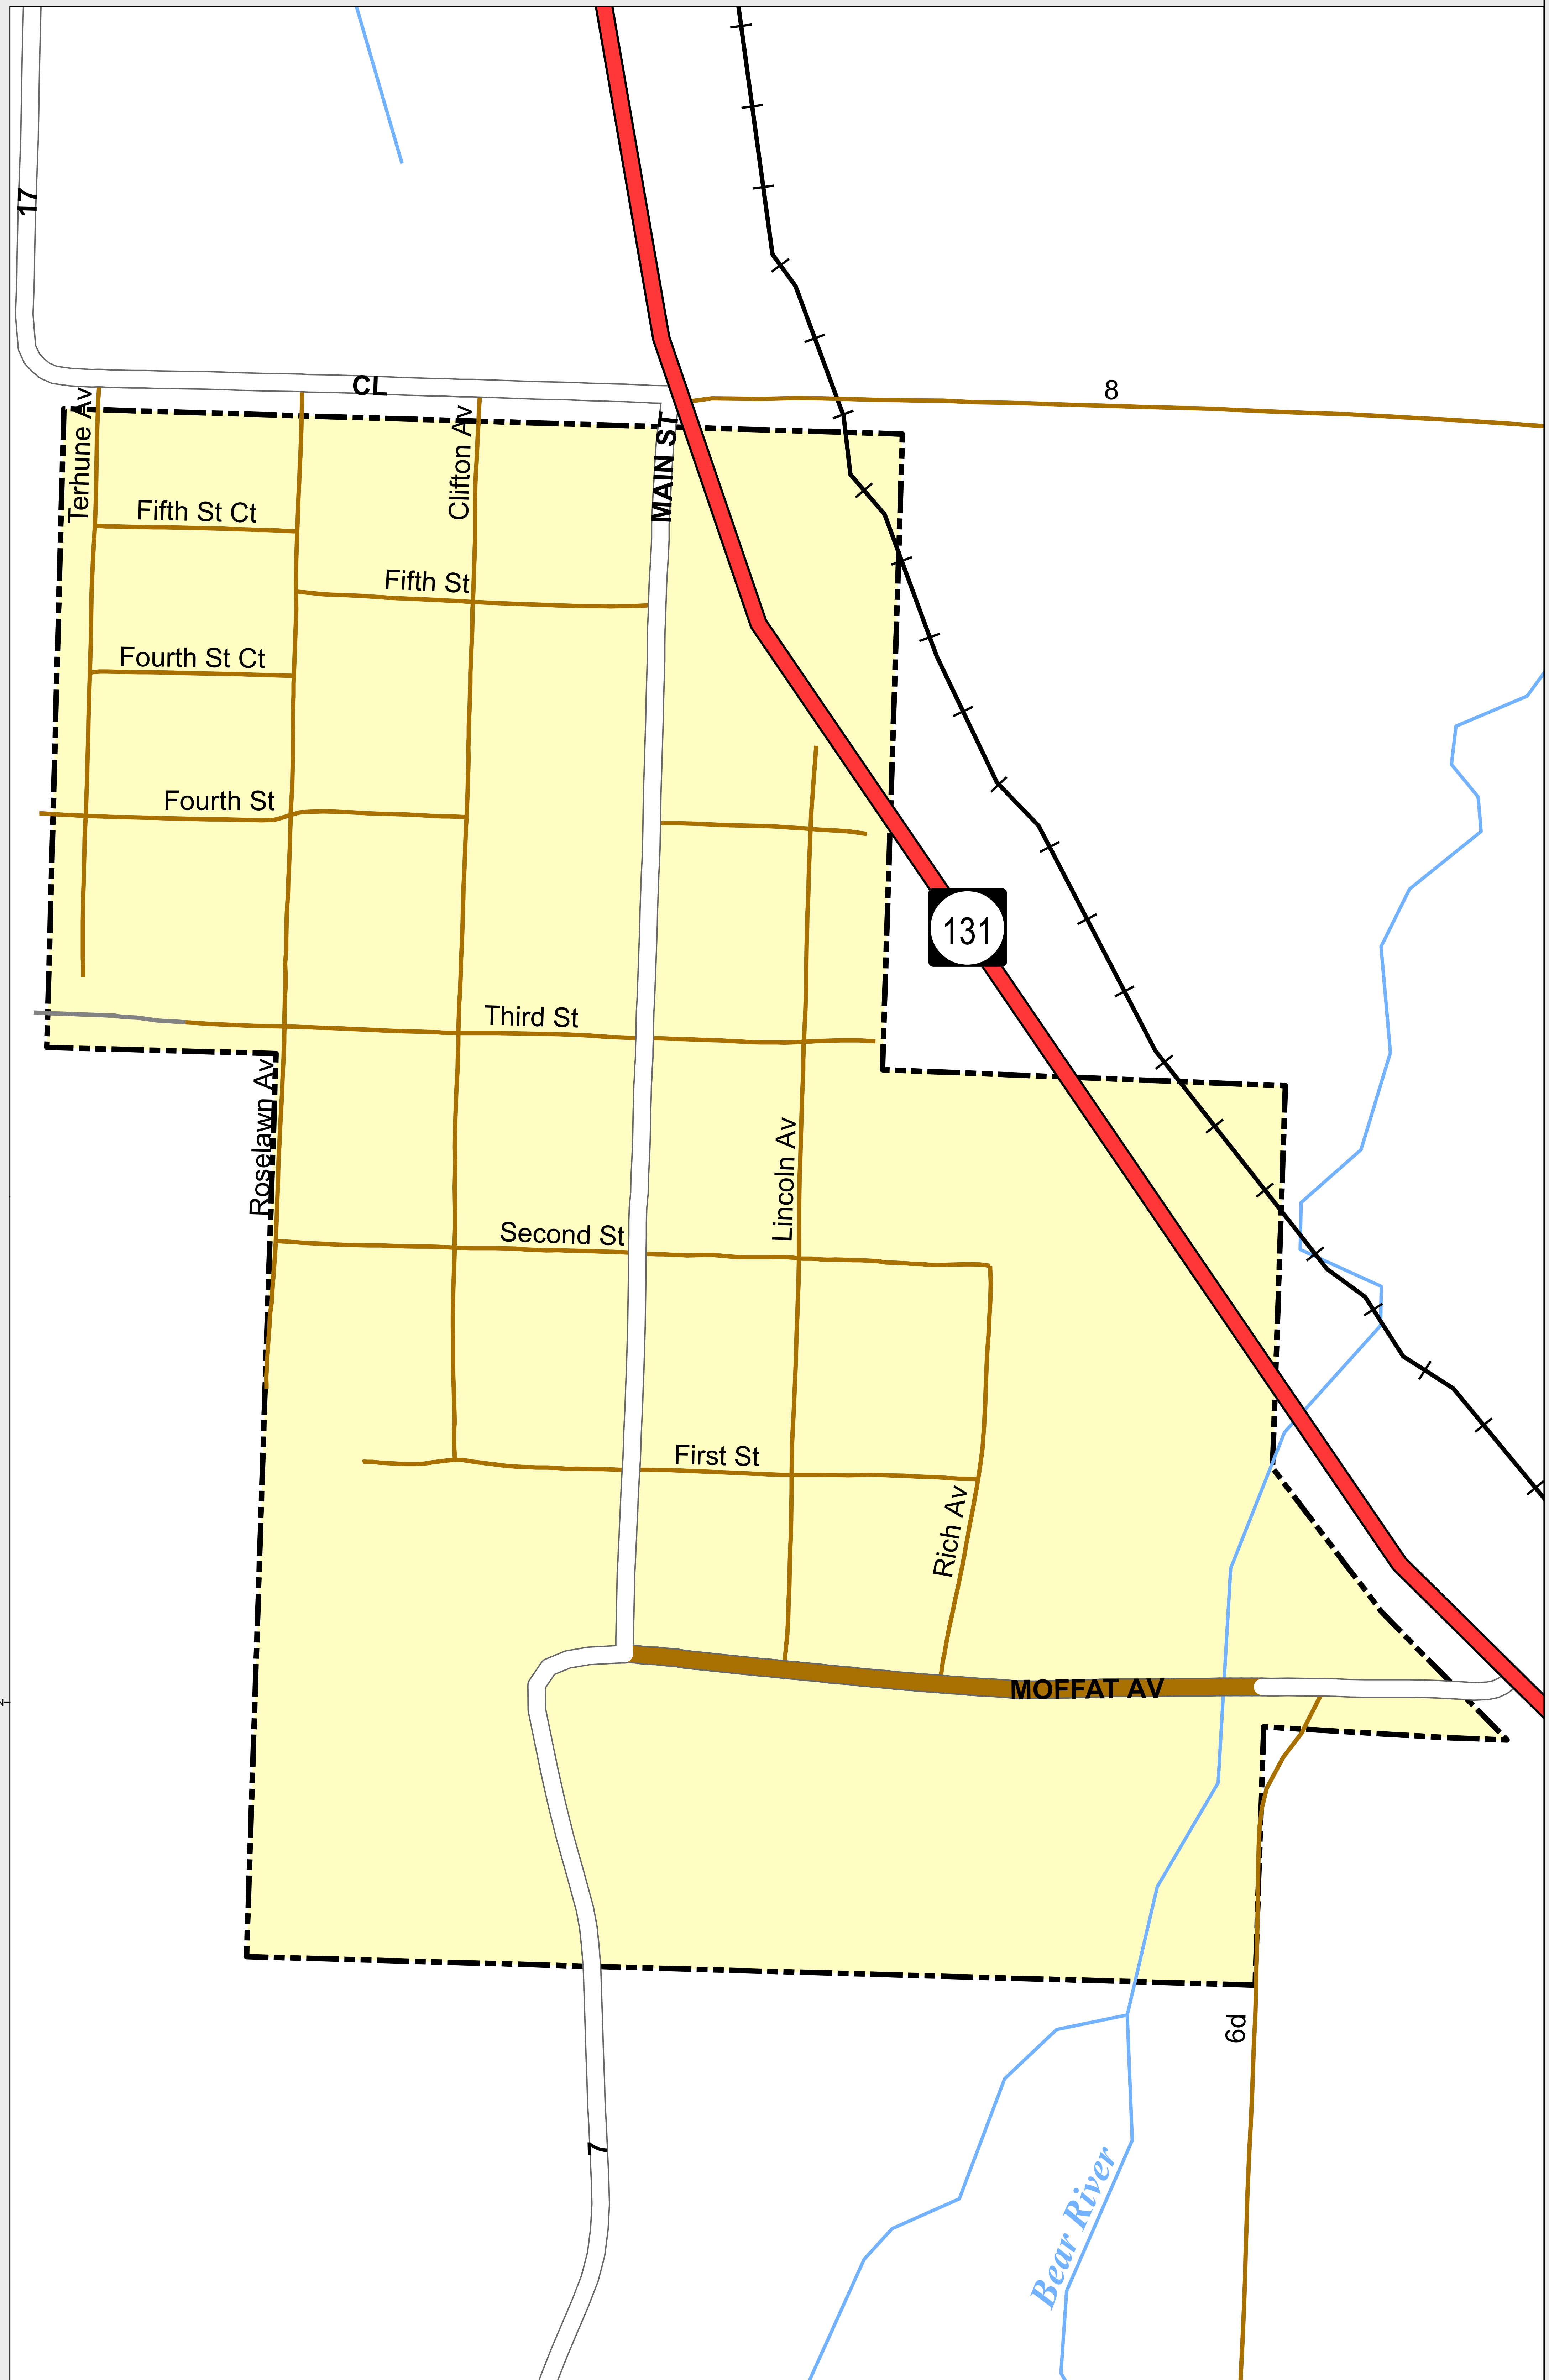 17
CL
8
Terhune Av
Clifton Av
MAIN ST
Fifth St Ct
Fifth St
Fourth St Ct
Fourth St
131
Third St
Roselawn Av
Lincoln Av
Second St
First St
Rich Av
MOFFAT AV
6d
7
Bear River